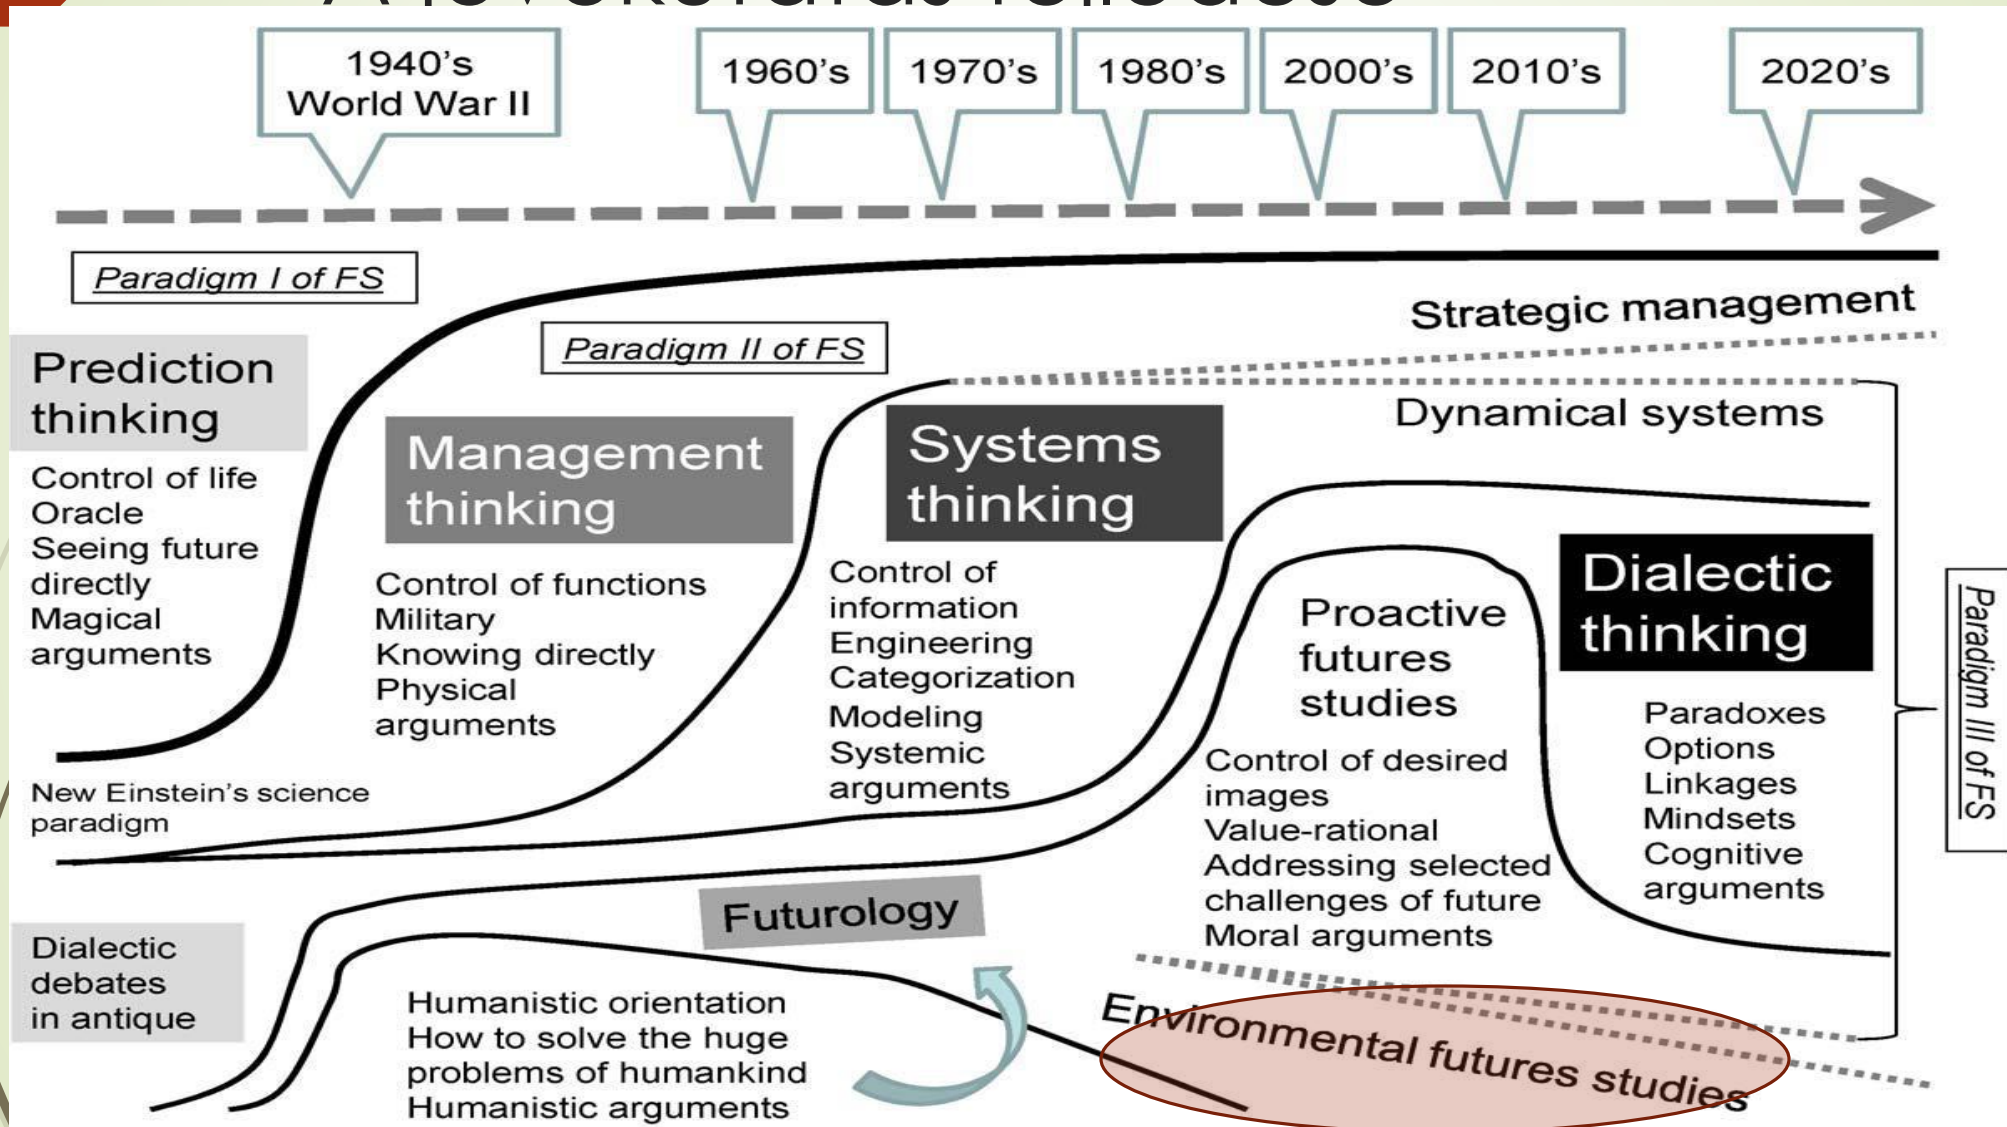 1940's
World War II
1960's
1970's
1980's
2000's
2010's
2020's
Paradigm I of FS
Prediction
thinking
Control of life
Oracle
Seeing future
directly
Magical
arguments
New Einstein's science
paradigm
Dialectic
debates
in antique
Paradigm II of FS
Management
thinking
Control of functions
Military
Knowing directly
Physical
arguments
Systems
thinking
Control of
information
Engineering
Categorization
Modeling
Systemic
arguments
Futurology
Humanistic orientation
How to solve the huge
problems of humankind
Humanistic arguments
Strategic management
Dynamical systems
Proactive
futures
studies
Control of desired
images
Value-rational
Addressing selected
challenges of future
Moral arguments
Dialectic
thinking
Paradoxes
Options
Linkages
Mindsets
Cognitive
arguments
Environmental futures studies
Paradigm III of FS